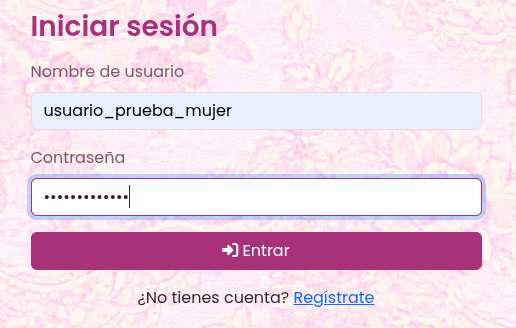 Iniciar sesión
Nombre de usuario
usuario_prueba_mujer
Contraseña
•••••••••••••
Entrar
¿No tienes cuenta? Regístrate